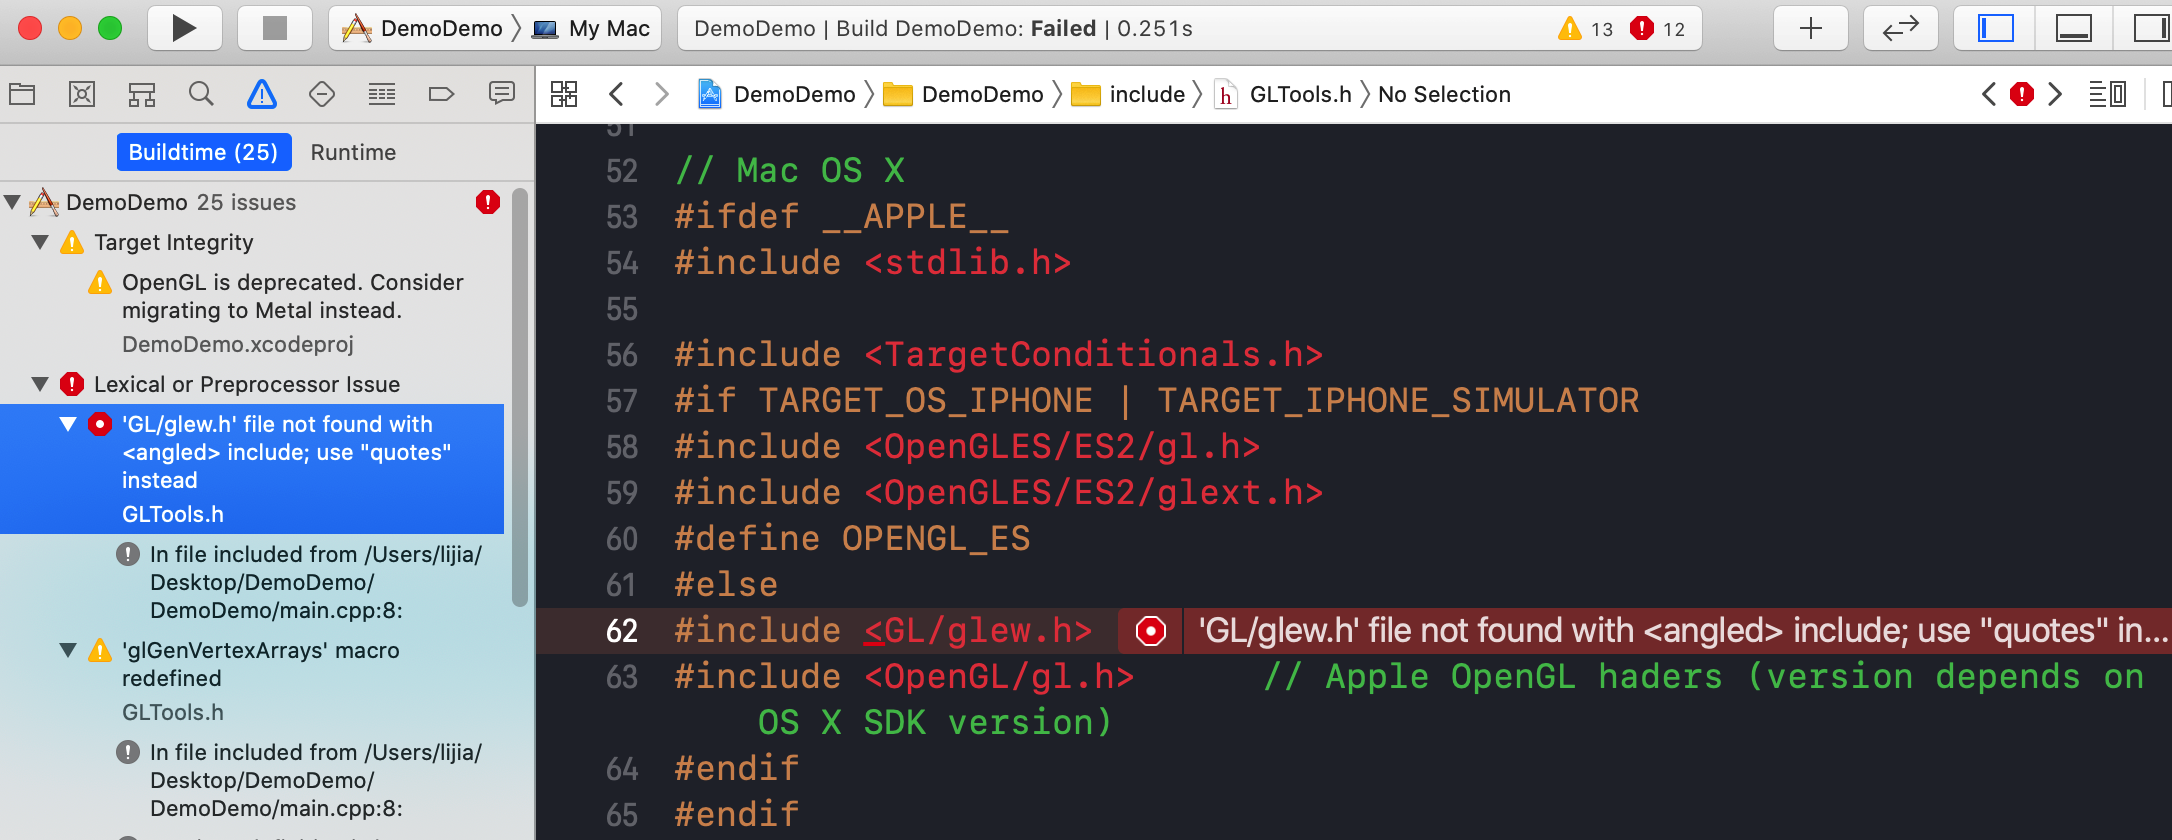 DemoDemo My Mac
DemoDemo | Build DemoDemo: Failed | 0.251s 13 12
DemoDemo DemoDemo include h GLTools.h No Selection
Buildtime (25) Runtime
DemoDemo 25 issues
Target Integrity
OpenGL is deprecated. Consider
migrating to Metal instead.
DemoDemo.xcodeproj
Lexical or Preprocessor Issue
'GL/glew.h' file not found with
<angled> include; use "quotes"
instead
GLTools.h
In file included from /Users/lijia/
Desktop/DemoDemo/
DemoDemo/main.cpp:8:
'glGenVertexArrays' macro
redefined
GLTools.h
In file included from /Users/lijia/
Desktop/DemoDemo/
DemoDemo/main.cpp:8:
51
52 // Mac OS X
53 #ifdef __APPLE__
54 #include <stdlib.h>
55
56 #include <TargetConditionals.h>
57 #if TARGET_OS_IPHONE | TARGET_IPHONE_SIMULATOR
58 #include <OpenGLES/ES2/gl.h>
59 #include <OpenGLES/ES2/glext.h>
60 #define OPENGL_ES
61 #else
62 #include <GL/glew.h> 'GL/glew.h' file not found with <angled> include; use "quotes" in...
63 #include <OpenGL/gl.h> // Apple OpenGL haders (version depends on
OS X SDK version)
64 #endif
65 #endif